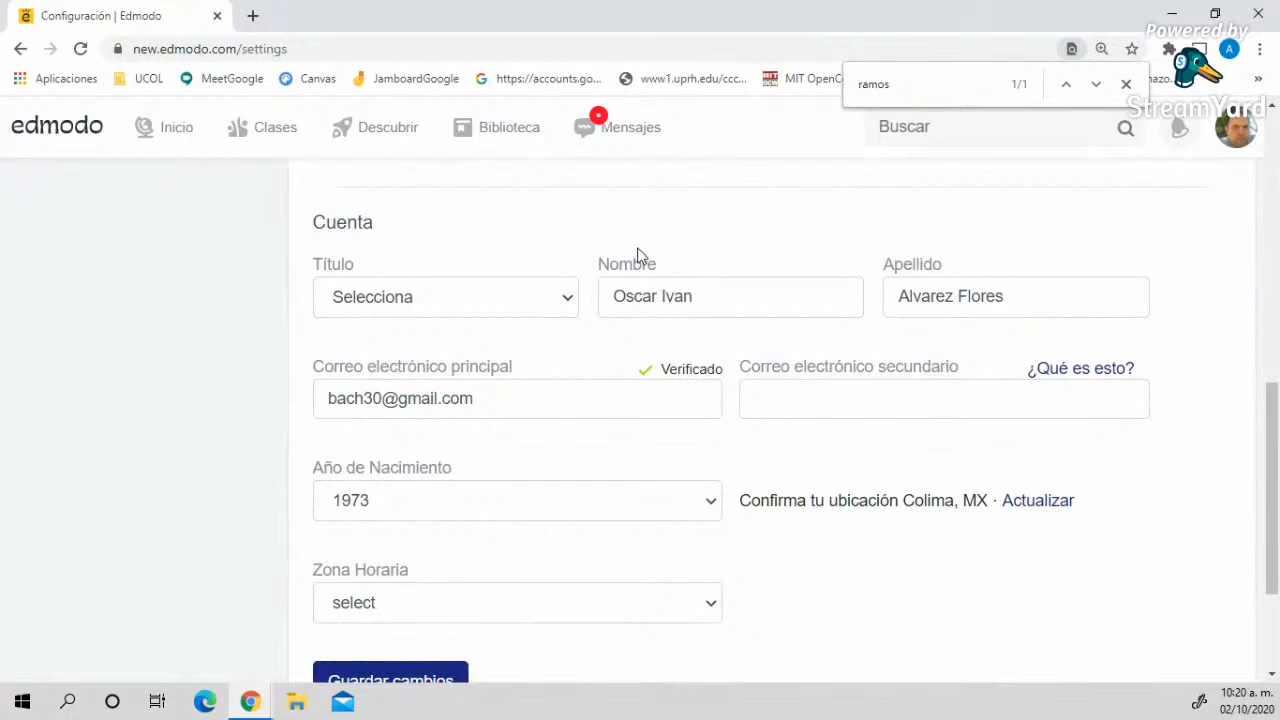 Configuración | Edmodo
Powered by
new.edmodo.com/settings
A
Aplicaciones UCOL MeetGoogle Canvas JamboardGoogle https://accounts.go... www1.uprh.edu/ccc... MIT OpenC
ramos 1/1
StreamYard
edmodo Inicio Clases Descubrir Biblioteca Mensajes Buscar
Cuenta
Título Nombre Apellido
Selecciona Oscar Ivan Alvarez Flores
Correo electrónico principal Verificado Correo electrónico secundario ¿Qué es esto?
bach30@gmail.com
Año de Nacimiento
1973 Confirma tu ubicación Colima, MX · Actualizar
Zona Horaria
select
Guardar cambios
10:20 a. m.
02/10/2020